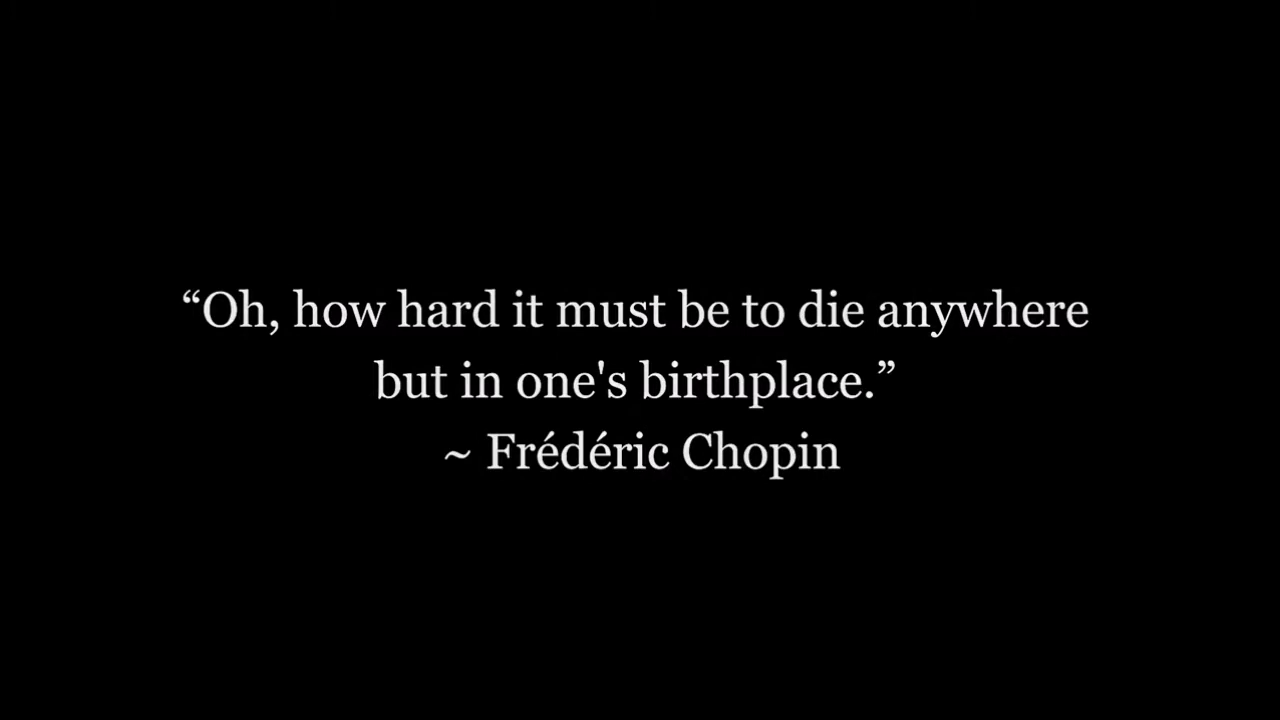 “Oh, how hard it must be to die anywhere
but in one's birthplace.”
~ Frédéric Chopin